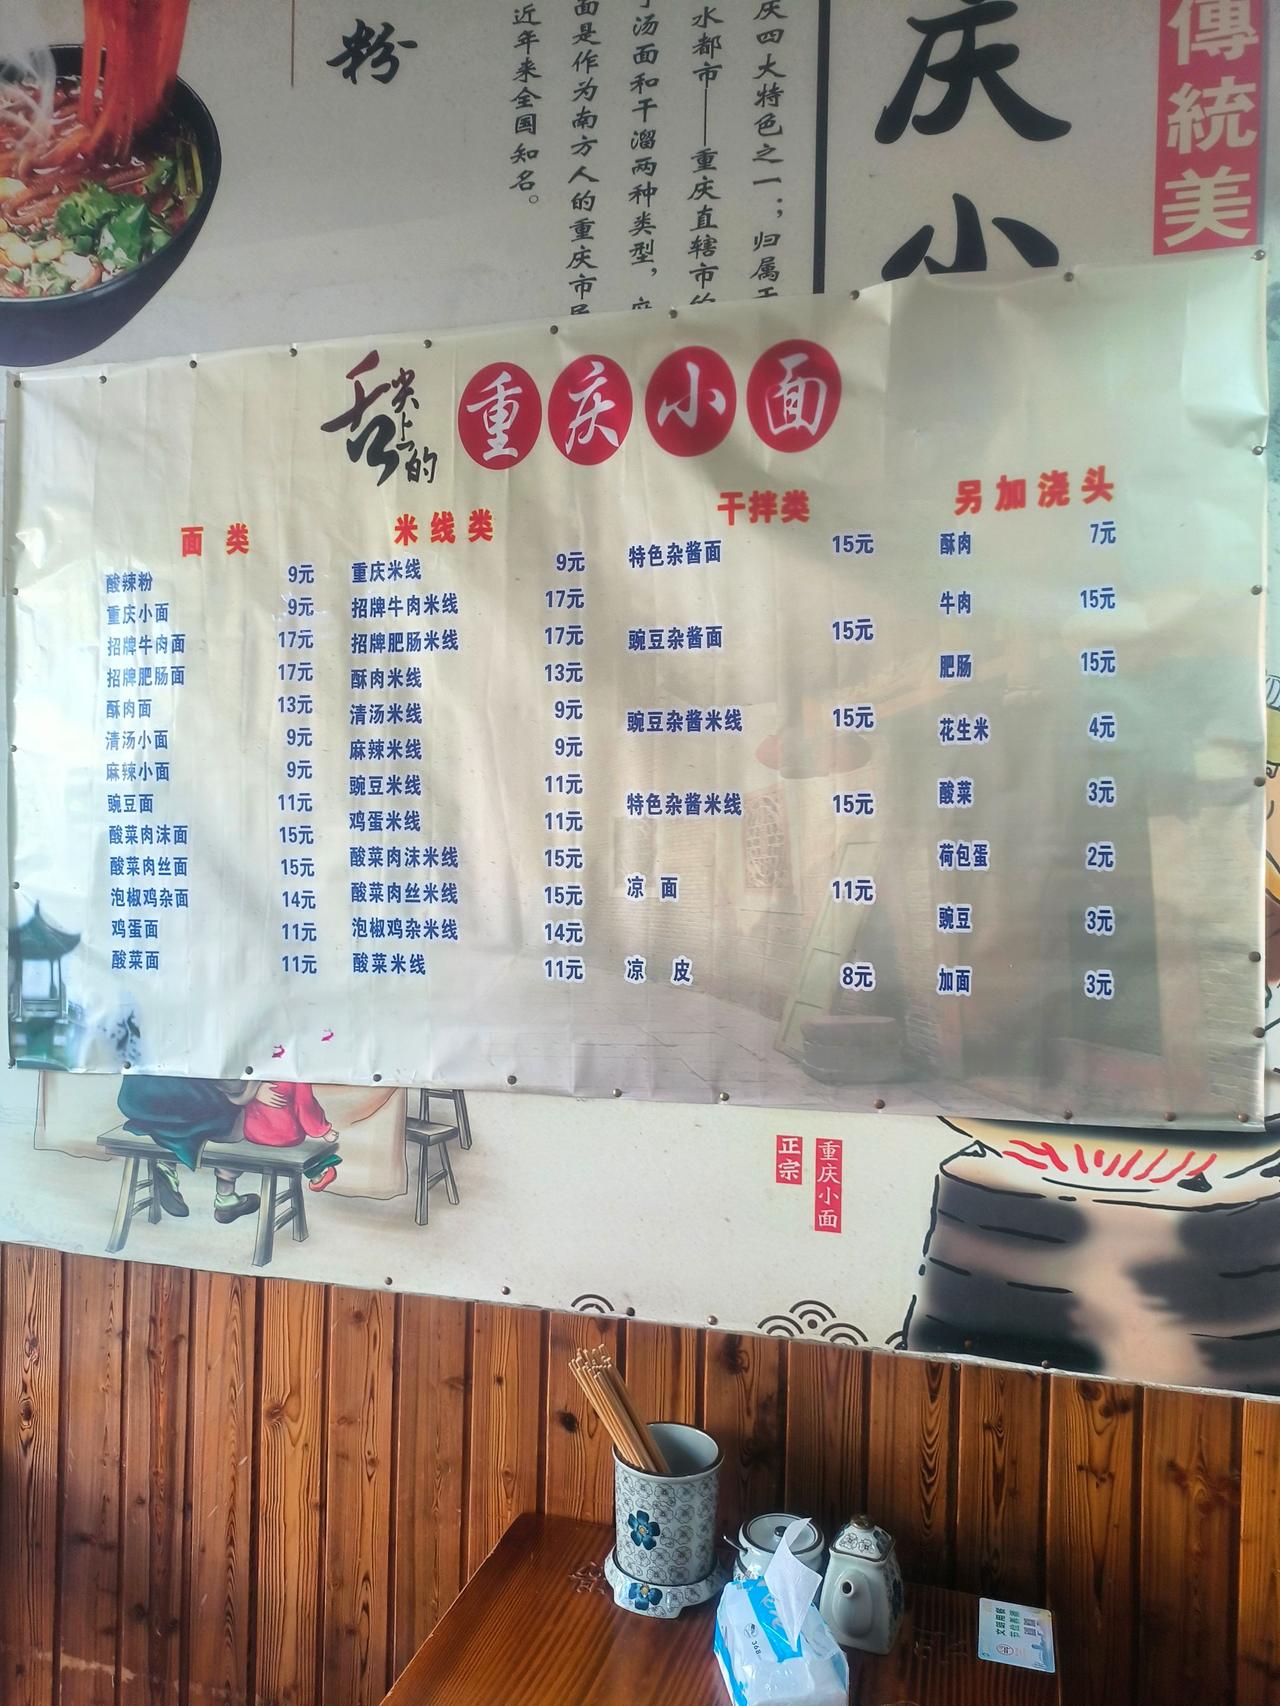 傳統美
庆小
庆四大特色之一；归属于
水都市——重庆直辖市的
汤面和干溜两种类型，
面是作为南方人的重庆市民
近年来全国知名。
粉
舌尖上的
重庆小面
面类
酸辣粉 9元
重庆小面 9元
招牌牛肉面 17元
招牌肥肠面 17元
酥肉面 13元
清汤小面 9元
麻辣小面 9元
豌豆面 11元
酸菜肉沫面 15元
酸菜肉丝面 15元
泡椒鸡杂面 14元
鸡蛋面 11元
酸菜面 11元
米线类
重庆米线 9元
招牌牛肉米线 17元
招牌肥肠米线 17元
酥肉米线 13元
清汤米线 9元
麻辣米线 9元
豌豆米线 11元
鸡蛋米线 11元
酸菜肉沫米线 15元
酸菜肉丝米线 15元
泡椒鸡杂米线 14元
酸菜米线 11元
干拌类
特色杂酱面 15元
豌豆杂酱面 15元
豌豆杂酱米线 15元
特色杂酱米线 15元
凉面 11元
凉皮 8元
另加浇头
酥肉 7元
牛肉 15元
肥肠 15元
花生米 4元
酸菜 3元
荷包蛋 2元
豌豆 3元
加面 3元
正宗
重庆小面